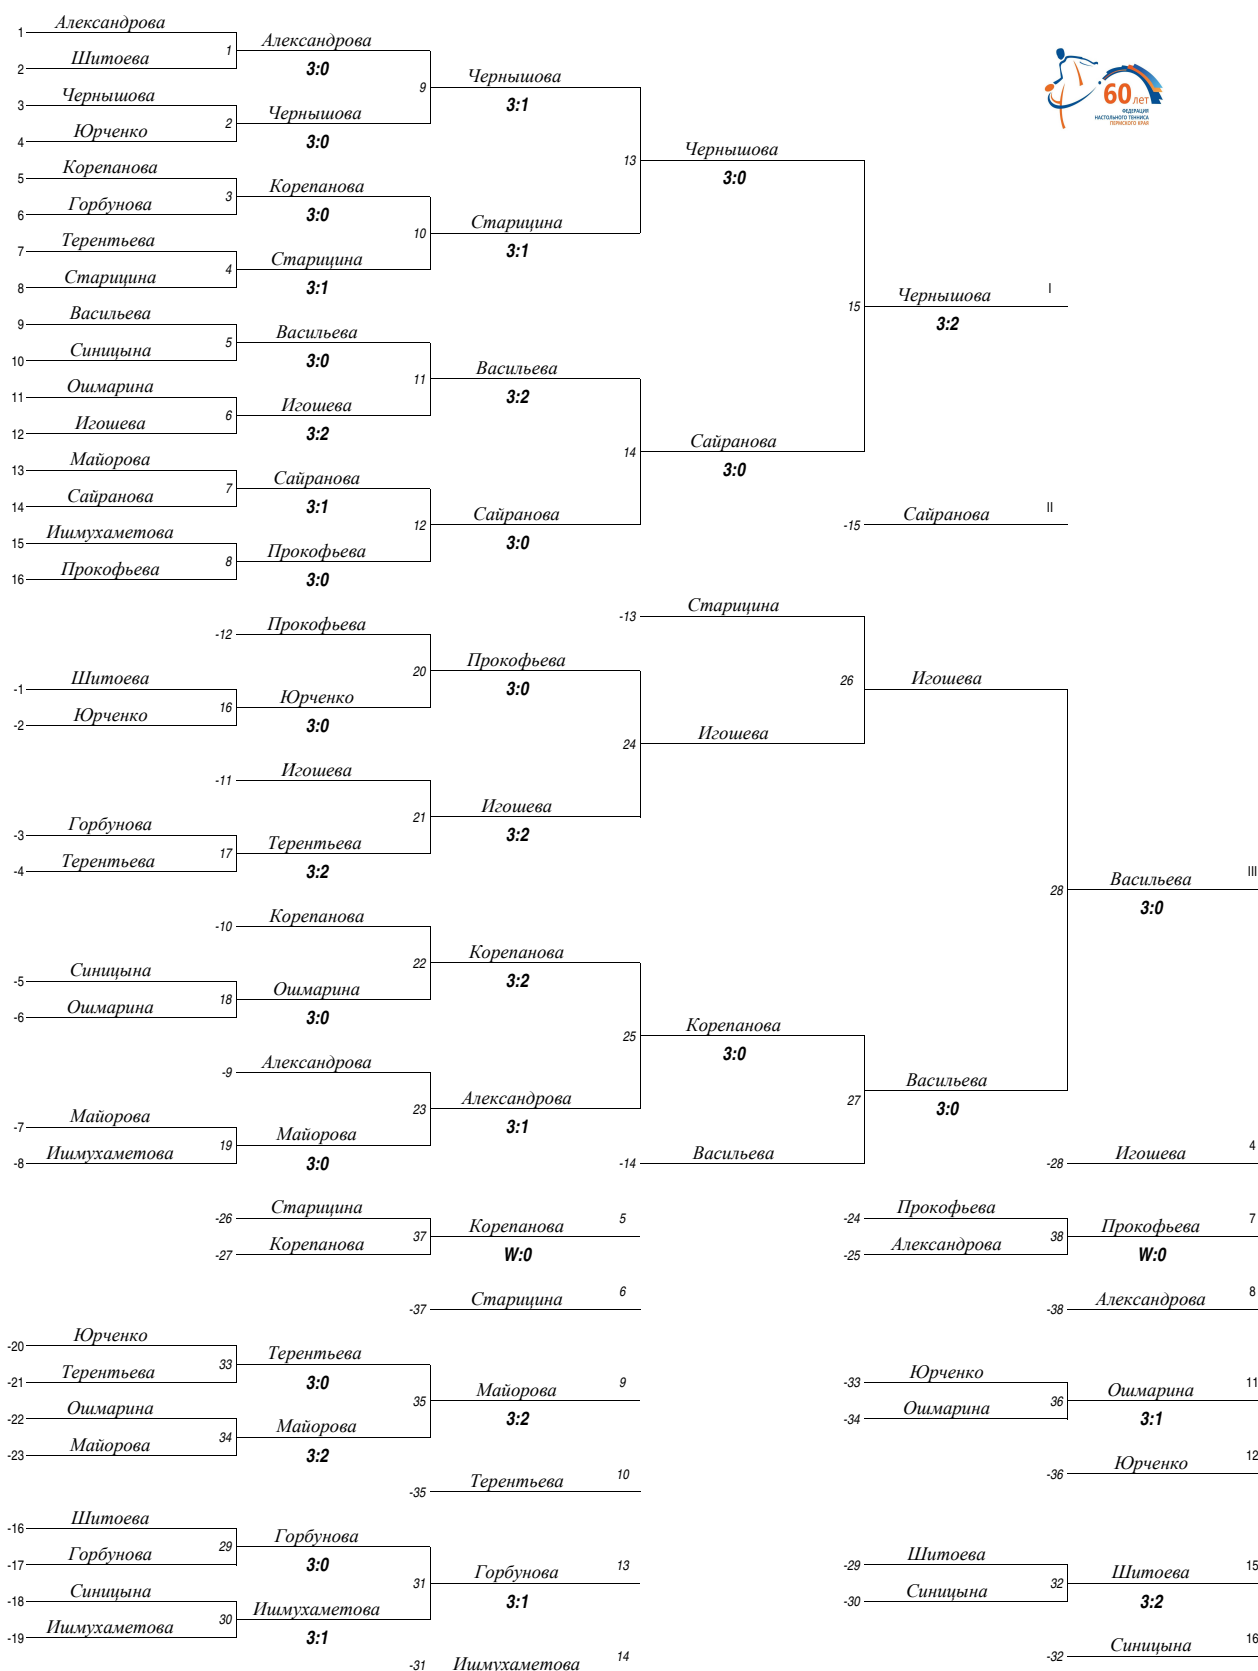 1 Александрова
2 Шитоева
1 Александрова
3:0
3 Чернышова
4 Юрченко
2 Чернышова
3:0
9 Чернышова
3:1
5 Корепанова
6 Горбунова
3 Корепанова
3:0
7 Терентьева
8 Старицина
4 Старицина
3:1
10 Старицина
3:1
13 Чернышова
3:0
9 Васильева
10 Синицына
5 Васильева
3:0
11 Ошмарина
12 Игошева
6 Игошева
3:2
11 Васильева
3:2
13 Майорова
14 Сайранова
7 Сайранова
3:1
15 Ишмухаметова
16 Прокофьева
8 Прокофьева
3:0
12 Сайранова
3:0
14 Сайранова
3:0
15 Чернышова I
3:2
-15 Сайранова II
60 лет
ФЕДЕРАЦИЯ
НАСТОЛЬНОГО ТЕННИСА
ПЕРМСКОГО КРАЯ
-12 Прокофьева
-1 Шитоева
-2 Юрченко
16 Юрченко
3:0
20 Прокофьева
3:0
-11 Игошева
-3 Горбунова
-4 Терентьева
17 Терентьева
3:2
21 Игошева
3:2
-13 Старицина
24 Игошева
26 Игошева
-10 Корепанова
-5 Синицына
-6 Ошмарина
18 Ошмарина
3:0
22 Корепанова
3:2
-9 Александрова
-7 Майорова
-8 Ишмухаметова
19 Майорова
3:0
23 Александрова
3:1
25 Корепанова
3:0
-14 Васильева
27 Васильева
3:0
28 Васильева III
3:0
-28 Игошева 4
-26 Старицина
-27 Корепанова
37 Корепанова 5
W:0
-37 Старицина 6
-24 Прокофьева
-25 Александрова
38 Прокофьева 7
W:0
-38 Александрова 8
-20 Юрченко
-21 Терентьева
33 Терентьева
3:0
-22 Ошмарина
-23 Майорова
34 Майорова
3:2
35 Майорова 9
3:2
-35 Терентьева 10
-33 Юрченко
-34 Ошмарина
36 Ошмарина 11
3:1
-36 Юрченко 12
-16 Шитоева
-17 Горбунова
29 Горбунова
3:0
-18 Синицына
-19 Ишмухаметова
30 Ишмухаметова
3:1
31 Горбунова 13
3:1
-31 Ишмухаметова 14
-29 Шитоева
-30 Синицына
32 Шитоева 15
3:2
-32 Синицына 16